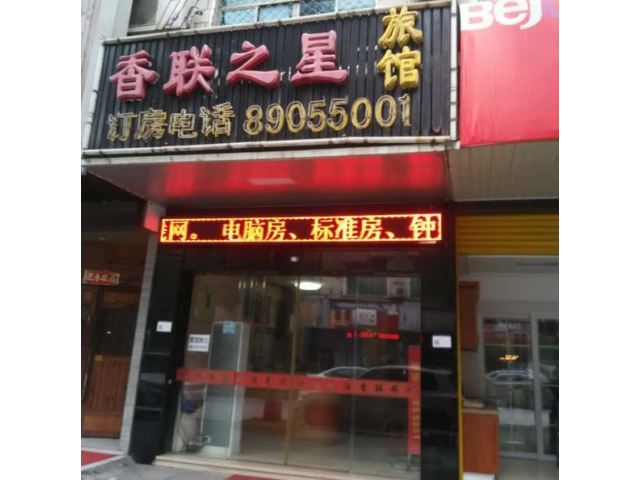 香联之星
旅馆
订房电话 89055001
Bej
网。 电脑房、标准房、钟